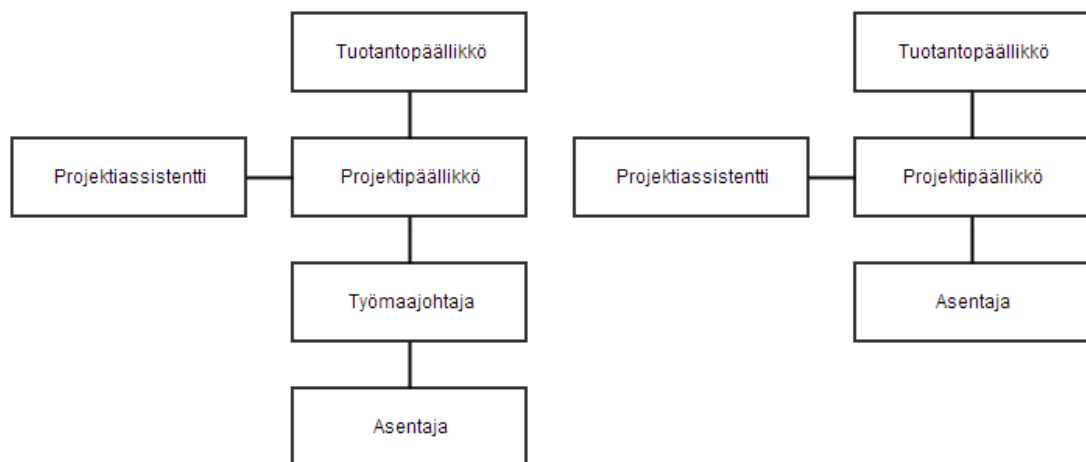 Tuotantopäällikkö
Tuotantopäällikkö
Projektiassistentti
Projektipäällikkö
Projektiassistentti
Projektipäällikkö
Työmaajohtaja
Asentaja
Asentaja